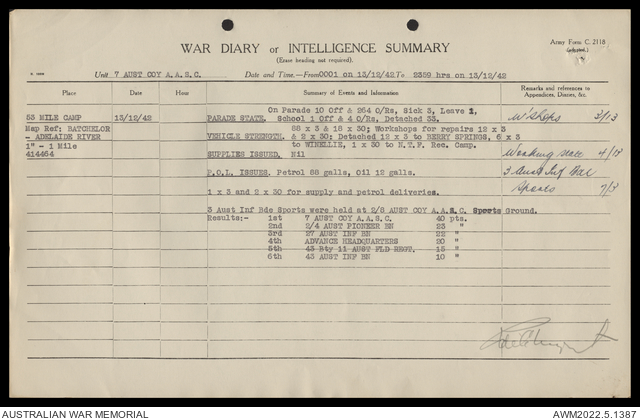 Army Form C. 2118
WAR DIARY or INTELLIGENCE SUMMARY
(Erase heading not required).
Unit 7 AUST COY A.A.S.C. Date and Time.—From 0001 on 13/12/42 To 2359 hrs on 13/12/42
Place Date Hour Summary of Events and Information Remarks and references to Appendices, Diaries, &c.
53 MILE CAMP 13/12/42 On Parade 10 Off & 264 O/Rs, Sick 3, Leave 1,
PARADE STATE. School 1 Off & 4 O/Rs, Detached 33. W'Shops 3/13
Map Ref: BATCHELOR
- ADELAIDE RIVER
1" - 1 Mile
414464
88 x 3 & 18 x 30; Workshops for repairs 12 x 3
VEHICLE STRENGTH. & 2 x 30; Detached 12 x 3 to BERRY SPRINGS, 6 x 3
to WINELLIE, 1 x 30 to N.T.F. Rec. Camp.
SUPPLIES ISSUED. Nil Working state
P.O.L. ISSUES. Petrol 88 galls, Oil 12 galls. 3 Aust Inf Bde
Sports
1 x 3 and 2 x 30 for supply and petrol deliveries.
3 Aust Inf Bde Sports were held at 2/8 AUST COY A.A.S.C. Sports Ground.
Results:- 1st 7 AUST COY A.A.S.C. 40 pts.
2nd 2/4 AUST PIONEER BN 23 "
3rd 27 AUST INF BN 22 "
4th ADVANCE HEADQUARTERS 20 "
5th 43 Bty 11 AUST FLD REGT. 15 "
6th 43 AUST INF BN 10 "
AUSTRALIAN WAR MEMORIAL
AWM2022.5.1387